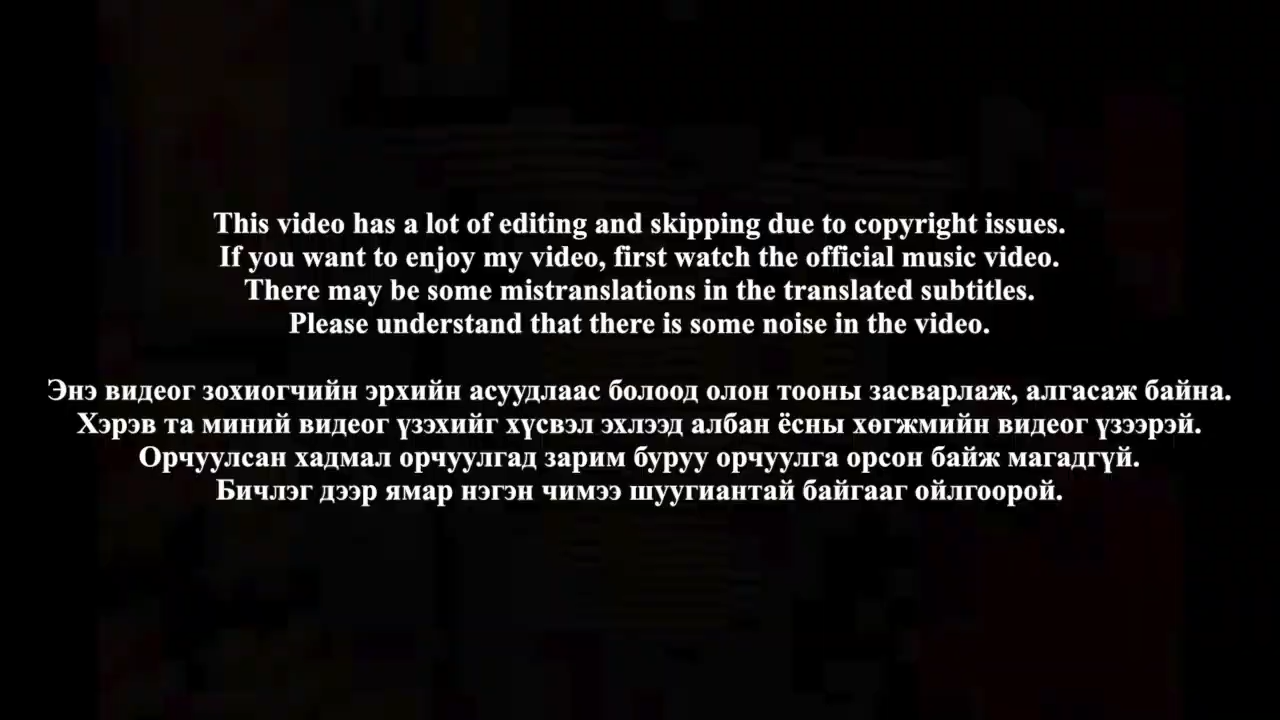 This video has a lot of editing and skipping due to copyright issues.
If you want to enjoy my video, first watch the official music video.
There may be some mistranslations in the translated subtitles.
Please understand that there is some noise in the video.
Энэ видеог зохиогчийн эрхийн асуудлаас болоод олон тооны засварлаж, алгасаж байна.
Хэрэв та миний видеог үзэхийг хүсвэл эхлээд албан ёсны хөгжмийн видеог үзээрэй.
Орчуулсан хадмал орчуулгад зарим буруу орчуулга орсон байж магадгүй.
Бичлэг дээр ямар нэгэн чимээ шуугиантай байгааг ойлгоорой.